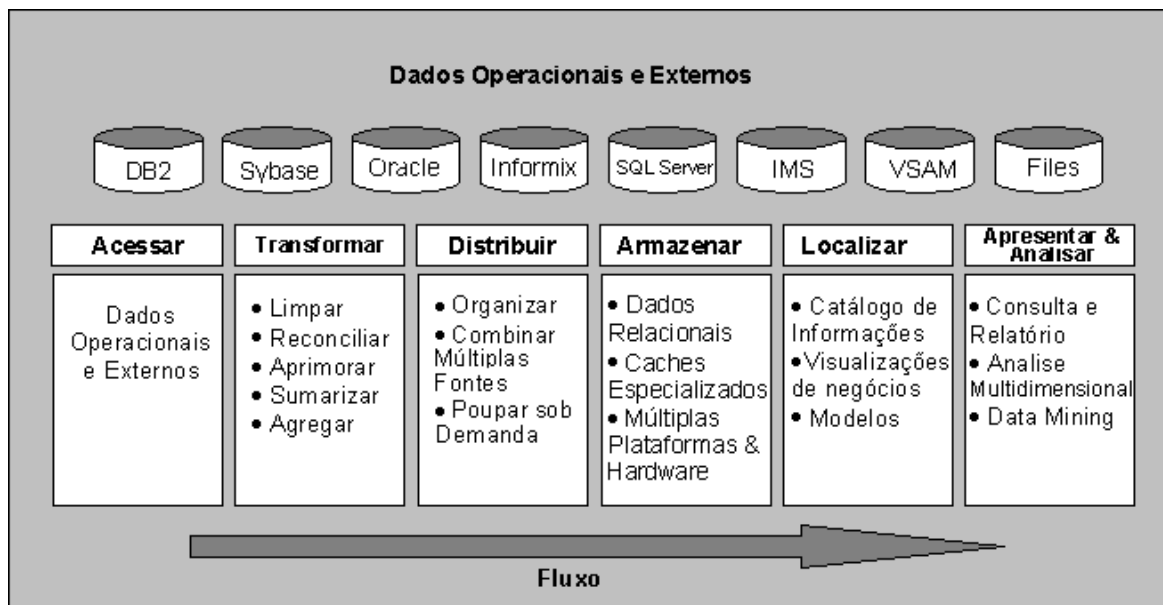 Dados Operacionais e Externos
DB2
Sybase
Oracle
Informix
SQL Server
IMS
VSAM
Files
Acessar
Dados
Operacionais
e Externos
Transformar
• Limpar
• Reconciliar
• Aprimorar
• Sumarizar
• Agregar
Distribuir
• Organizar
• Combinar
Múltiplas
Fontes
• Poupar sob
Demanda
Armazenar
• Dados
Relacionais
• Caches
Especializados
• Múltiplas
Plataformas &
Hardware
Localizar
• Catálogo de
Informações
• Visualizações
de negócios
• Modelos
Apresentar &
Analisar
• Consulta e
Relatório
• Analise
Multidimensional
• Data Mining
Fluxo